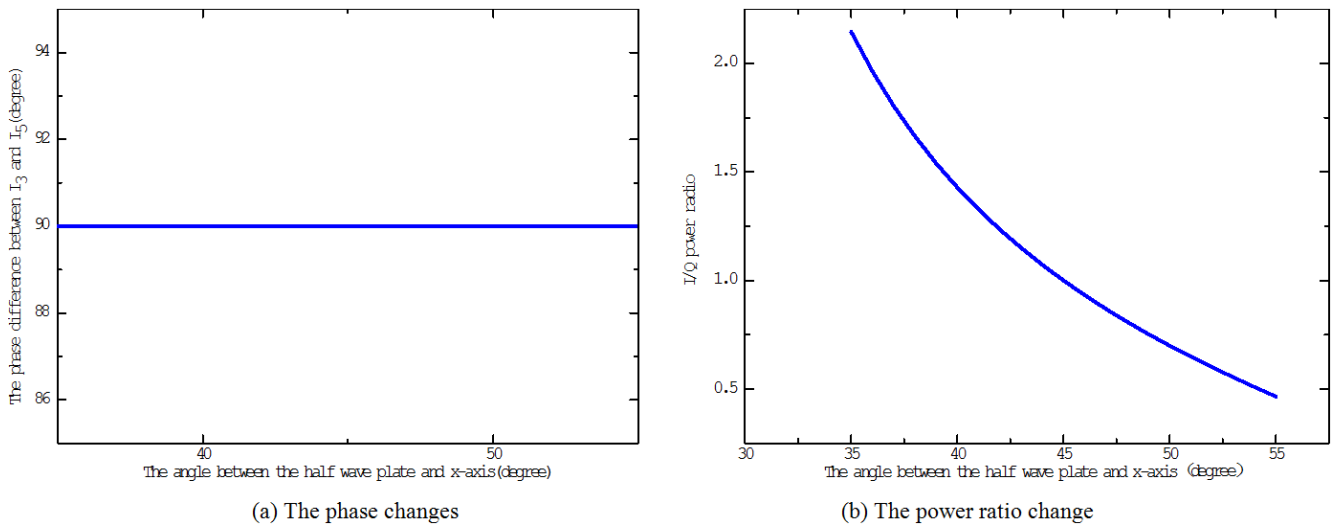 The phase difference between I3 and I5(degree)
94
92
90
88
86
40
50
The angle between the half wave plate and x-axis(degree)
(a) The phase changes
I/Q power radio
2.0
1.5
1.0
0.5
30
35
40
45
50
55
The angle between the half wave plate and x-axis (degree)
(b) The power ratio change